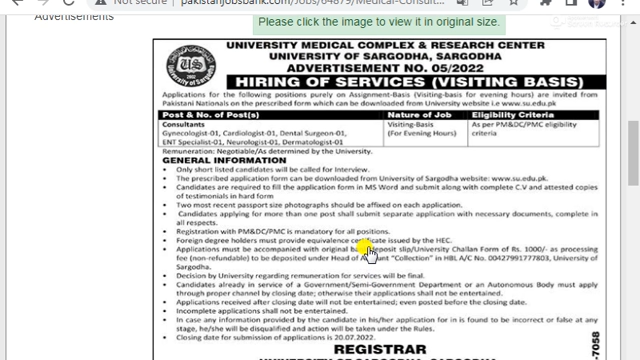 pakistanjobsbank.com/Jobs/64879/Medical-Consult...
Advertisements
Please click the image to view it in original size.
UNIVERSITY MEDICAL COMPLEX & RESEARCH CENTER
UNIVERSITY OF SARGODHA, SARGODHA
ADVERTISEMENT NO. 05/2022
HIRING OF SERVICES (VISITING BASIS)
Applications for the following positions purely on Assignment-Basis (Visiting-basis for evening hours) are invited from
Pakistani Nationals on the prescribed form which can be downloaded from University website i.e www.su.edu.pk
Post & No. of Post(s) Nature of Job Eligibility Criteria
Consultants Visiting-Basis As per PM&DC/PMC eligibility
Gynecologist-01, Cardiologist-01, Dental Surgeon-01, (For Evening Hours) criteria
ENT Specialist-01, Neurologist-01, Dermatologist-01
Remuneration: Negotiable/As determined by the University.
GENERAL INFORMATION
• Only short listed candidates will be called for Interview.
• The prescribed application form can be downloaded from University of Sargodha website: www.su.edu.pk.
• Candidates are required to fill the application form in MS Word and submit along with complete C.V and attested copies
of testimonials in hard form
• Two most recent passport size photographs should be affixed on each application.
• Candidates applying for more than one post shall submit separate application with necessary documents, complete in
all respects.
• Registration with PM&DC/PMC is mandatory for all positions.
• Foreign degree holders must provide equivalence certificate issued by the HEC.
• Applications must be accompanied with original bank deposit slip/University Challan Form of Rs. 1000/- as processing
fee (non-refundable) to be deposited under Head of Account "Collection" in HBL A/C No. 00427991777803, University of
Sargodha.
• Decision by University regarding remuneration for services will be final.
• Candidates already in service of a Government/Semi-Government Department or an Autonomous Body must apply
through proper channel by closing date; otherwise their applications shall not be entertained.
• Applications received after closing date will not be entertained, even posted before the closing date.
• Incomplete applications shall not be entertained.
• In case any information provided by the candidate in his/her application for in is found to be incorrect or false at any
stage, he/she will be disqualified and action will be taken under the Rules.
• Closing date for submission of applications is 20.07.2022.
REGISTRAR
UNIVERSITY OF SARGODHA, SARGODHA
-7058